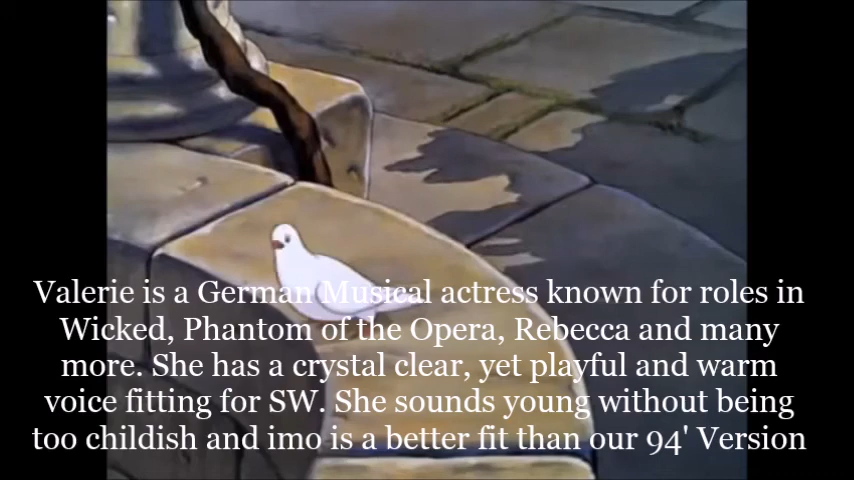 Valerie is a German Musical actress known for roles in
Wicked, Phantom of the Opera, Rebecca and many
more. She has a crystal clear, yet playful and warm
voice fitting for SW. She sounds young without being
too childish and imo is a better fit than our 94' Version